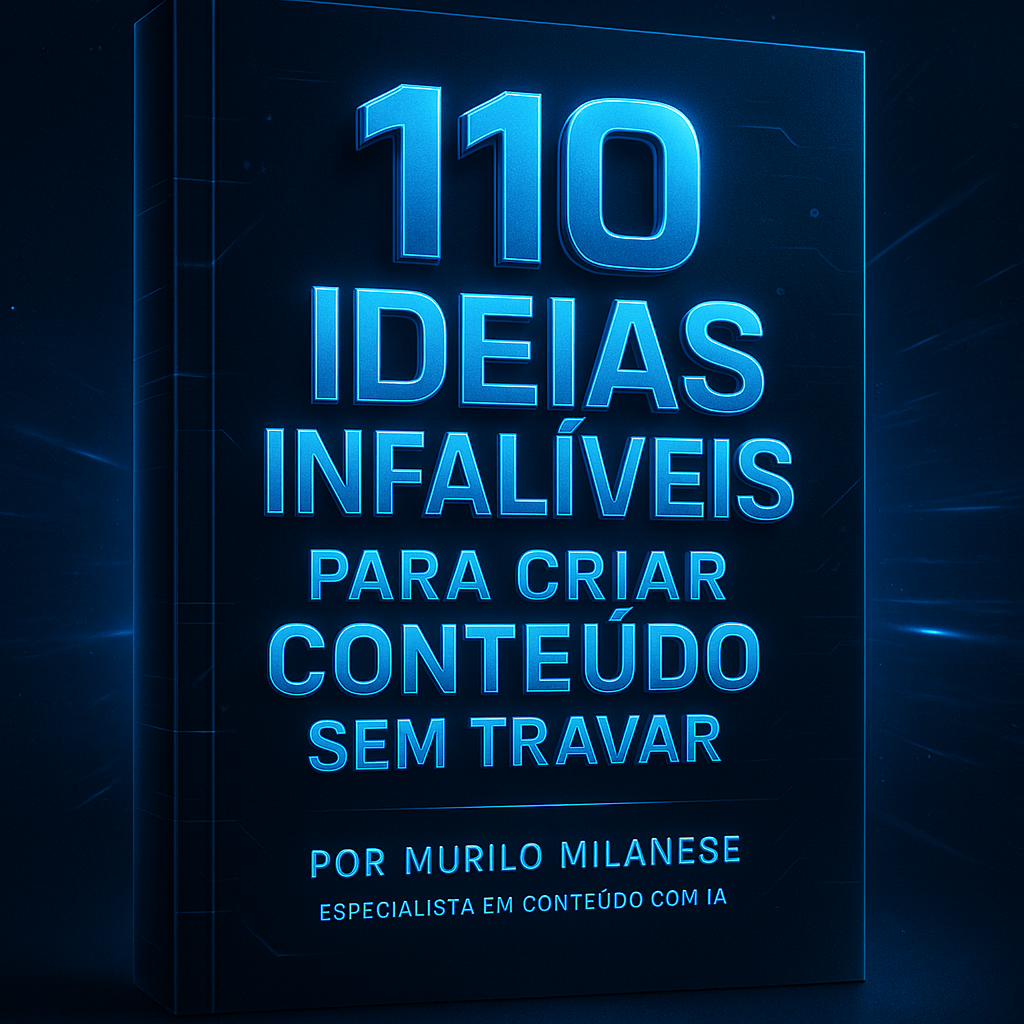 110
IDEIAS
INFALÍVEIS
PARA CRIAR
CONTEÚDO
SEM TRAVAR
POR MURILO MILANESE
ESPECIALISTA EM CONTEÚDO COM IA